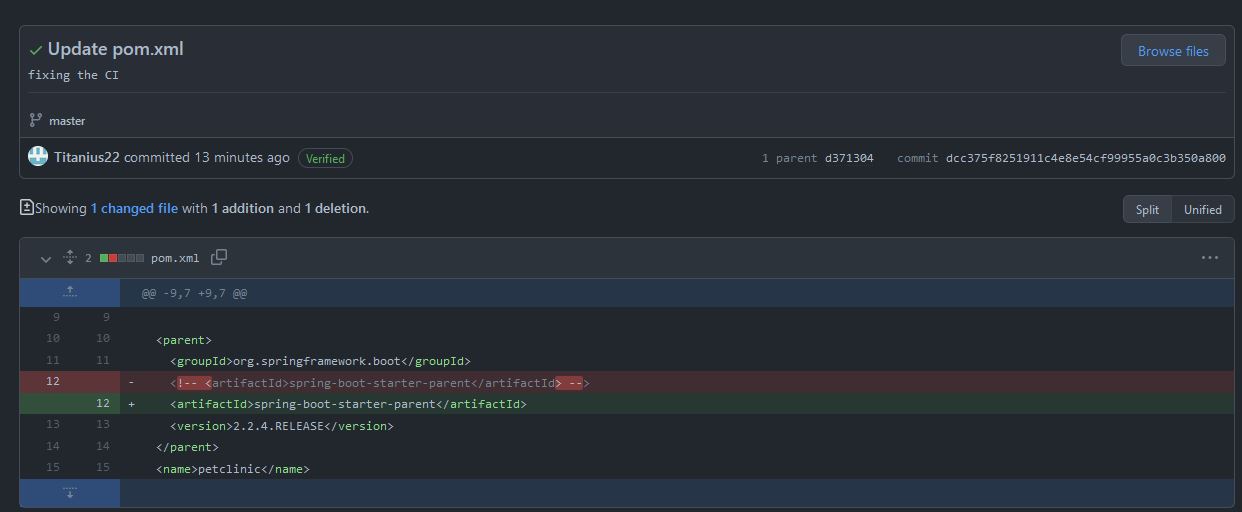 Update pom.xml
Browse files
fixing the CI
master
Titanius22 committed 13 minutes ago Verified 1 parent d371304 commit dcc375f8251911c4e8e54cf99955a0c3b350a800
Showing 1 changed file with 1 addition and 1 deletion. Split Unified
2 pom.xml
@@ -9,7 +9,7 @@
9 9
10 10 <parent>
11 11 <groupId>org.springframework.boot</groupId>
12 - <!-- <artifactId>spring-boot-starter-parent</artifactId> -->
12 + <artifactId>spring-boot-starter-parent</artifactId>
13 13 <version>2.2.4.RELEASE</version>
14 14 </parent>
15 15 <name>petclinic</name>